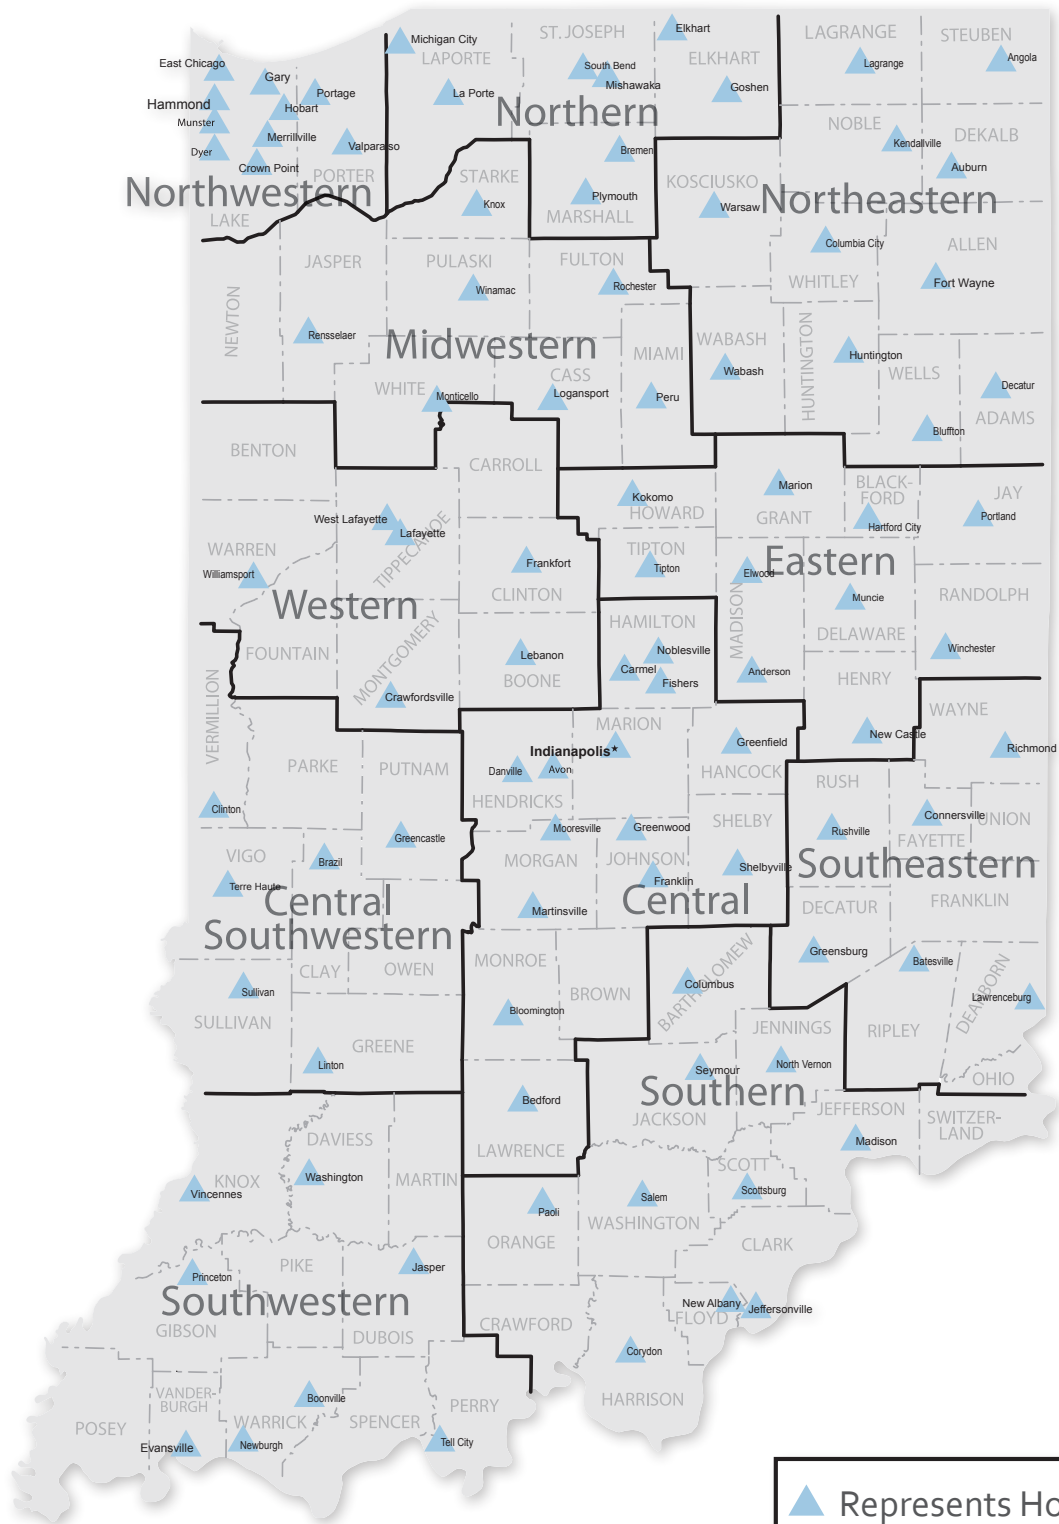 Elkhart
LAGRANGE
ST. JOSEPH
STEUBEN
Michigan City
LAPORTE
ELKHART
Angola
East Chicago
South Bend
Lagrange
Gary
Mishawaka
Goshen
Portage
La Porte
Hammond
Hobart
Northern
Munster
NOBLE
DEKALB
Merrillville
Kendallville
Dyer
Valparaiso
Bremen
Crown Point
Auburn
PORTER
STARKE
KOSCIUSKO
Northwestern
Plymouth
Northeastern
Knox
Warsaw
MARSHALL
LAKE
Columbia City
ALLEN
JASPER
PULASKI
FULTON
WHITLEY
Fort Wayne
Winamac
Rochester
NEWTON
Rensselaer
WABASH
Midwestern
MIAMI
HUNTINGTON
Huntington
CASS
Wabash
WELLS
WHITE
Decatur
Monticello
Logansport
Peru
ADAMS
Bluffton
BENTON
CARROLL
Marion
BLACK-
FORD
JAY
Kokomo
HOWARD
GRANT
Portland
West Lafayette
Hartford City
Lafayette
TIPPECANOE
WARREN
TIPTON
Eastern
Frankfort
Tipton
Elwood
Williamsport
CLINTON
RANDOLPH
Western
Muncie
HAMILTON
MADISON
DELAWARE
FOUNTAIN
MONTGOMERY
Lebanon
Noblesville
Winchester
Carmel
Anderson
BOONE
Fishers
HENRY
Crawfordsville
VERMILLION
WAYNE
MARION
New Castle
Greenfield
Richmond
Indianapolis★
PARKE
PUTNAM
Danville
Avon
HANCOCK
RUSH
HENDRICKS
Clinton
Connersville
UNION
SHELBY
Mooresville
Greenwood
Rushville
Greencastle
FAYETTE
VIGO
Brazil
MORGAN
JOHNSON
Southeastern
Shelbyville
Terre Haute
Franklin
Central
Southwestern
Central
DECATUR
FRANKLIN
Martinsville
MONROE
BARTHOLOMEW
Greensburg
Batesville
CLAY
OWEN
Columbus
DEARBORN
Sullivan
BROWN
Lawrenceburg
SULLIVAN
Bloomington
JENNINGS
RIPLEY
GREENE
Linton
Seymour
North Vernon
OHIO
Southern
Bedford
JEFFERSON
JACKSON
SWITZER-
LAND
DAVIESS
Madison
LAWRENCE
SCOTT
Washington
MARTIN
KNOX
Vincennes
Salem
Scottsburg
Paoli
WASHINGTON
ORANGE
CLARK
PIKE
Jasper
Princeton
Southwestern
New Albany
Jeffersonville
FLOYD
CRAWFORD
GIBSON
DUBOIS
Corydon
VANDER-
BURGH
Boonville
HARRISON
PERRY
POSEY
WARRICK
SPENCER
Evansville
Newburgh
Tell City
Represents Ho